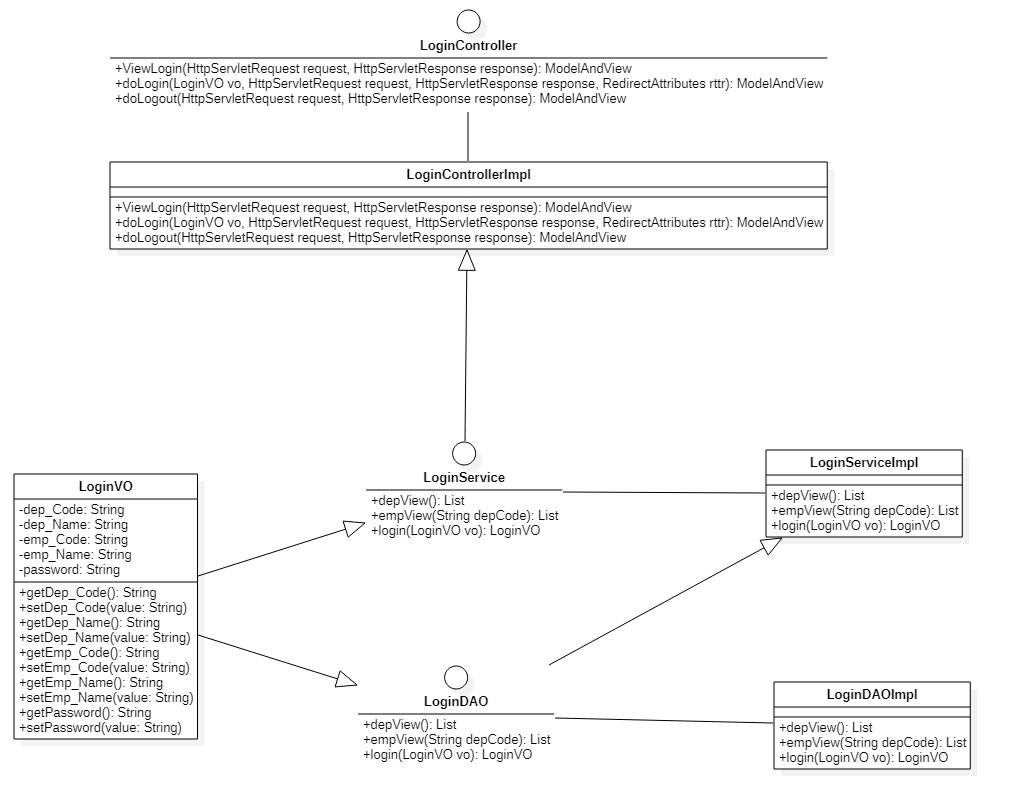 LoginController
+ViewLogin(HttpServletRequest request, HttpServletResponse response): ModelAndView
+doLogin(LoginVO vo, HttpServletRequest request, HttpServletResponse response, RedirectAttributes rttr): ModelAndView
+doLogout(HttpServletRequest request, HttpServletResponse response): ModelAndView
LoginControllerImpl
+ViewLogin(HttpServletRequest request, HttpServletResponse response): ModelAndView
+doLogin(LoginVO vo, HttpServletRequest request, HttpServletResponse response, RedirectAttributes rttr): ModelAndView
+doLogout(HttpServletRequest request, HttpServletResponse response): ModelAndView
LoginService
+depView(): List
+empView(String depCode): List
+login(LoginVO vo): LoginVO
LoginServiceImpl
+depView(): List
+empView(String depCode): List
+login(LoginVO vo): LoginVO
LoginVO
-dep_Code: String
-dep_Name: String
-emp_Code: String
-emp_Name: String
-password: String
+getDep_Code(): String
+setDep_Code(value: String)
+getDep_Name(): String
+setDep_Name(value: String)
+getEmp_Code(): String
+setEmp_Code(value: String)
+getEmp_Name(): String
+setEmp_Name(value: String)
+getPassword(): String
+setPassword(value: String)
LoginDAO
+depView(): List
+empView(String depCode): List
+login(LoginVO vo): LoginVO
LoginDAOImpl
+depView(): List
+empView(String depCode): List
+login(LoginVO vo): LoginVO